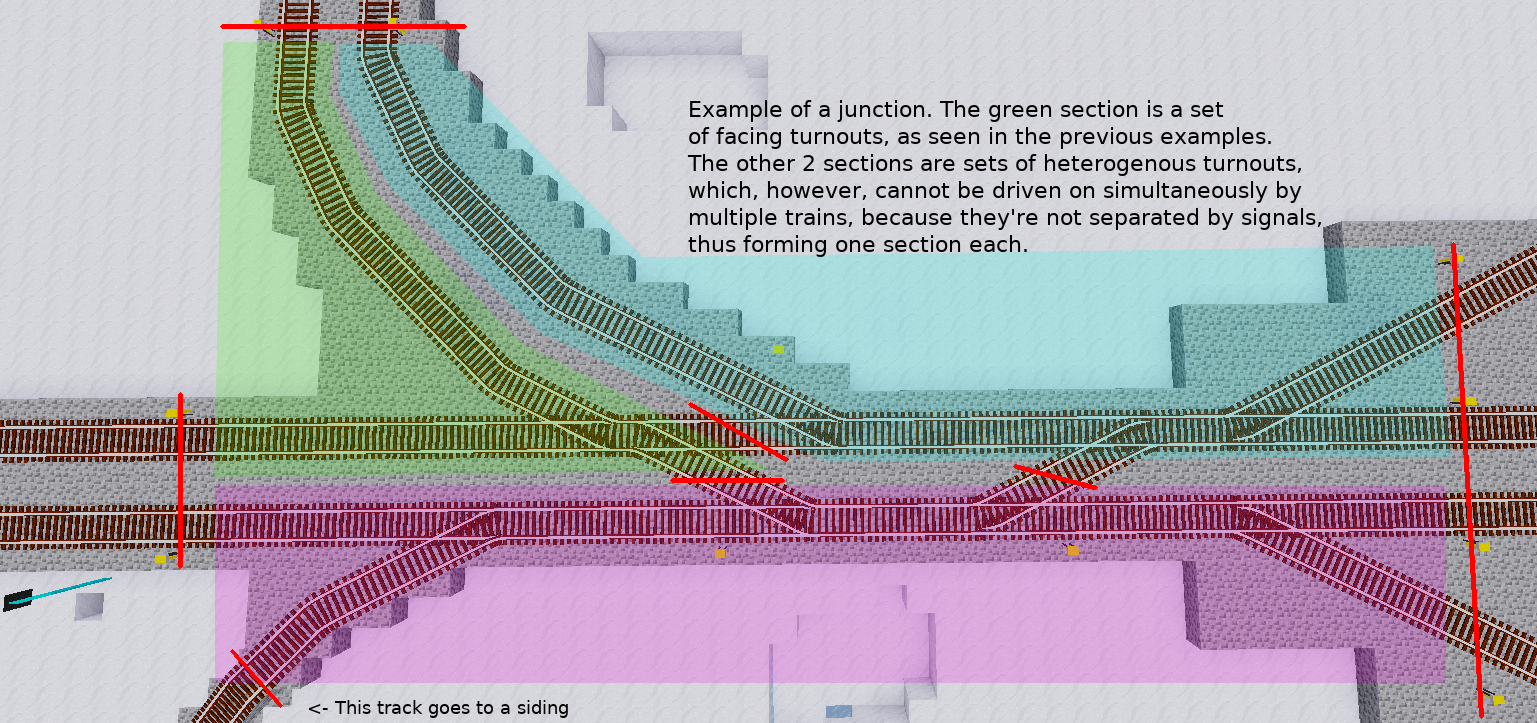 Example of a junction. The green section is a set
of facing turnouts, as seen in the previous examples.
The other 2 sections are sets of heterogenous turnouts,
which, however, cannot be driven on simultaneously by
multiple trains, because they're not separated by signals,
thus forming one section each.
<- This track goes to a siding